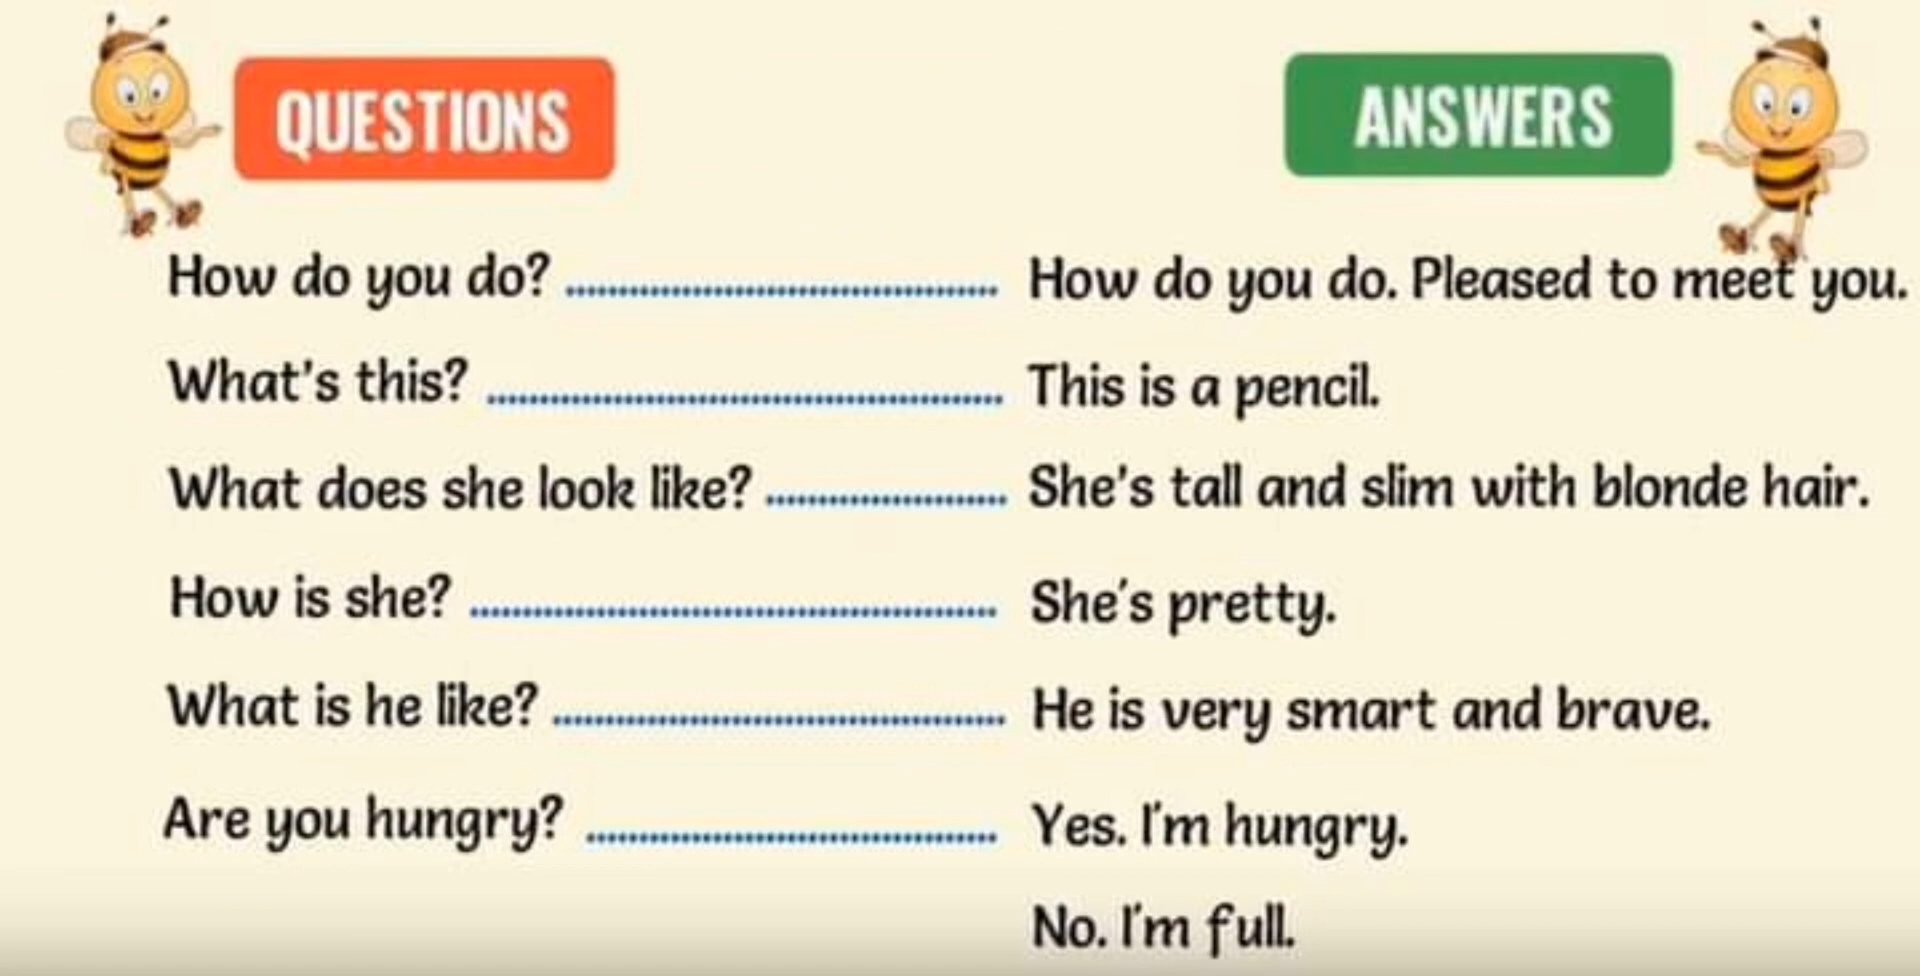 QUESTIONS ANSWERS
How do you do? ........................................ How do you do. Pleased to meet you.
What's this? ................................................ This is a pencil.
What does she look like? ...................... She's tall and slim with blonde hair.
How is she? ................................................ She's pretty.
What is he like? .......................................... He is very smart and brave.
Are you hungry? ...................................... Yes. I'm hungry.
No. I'm full.